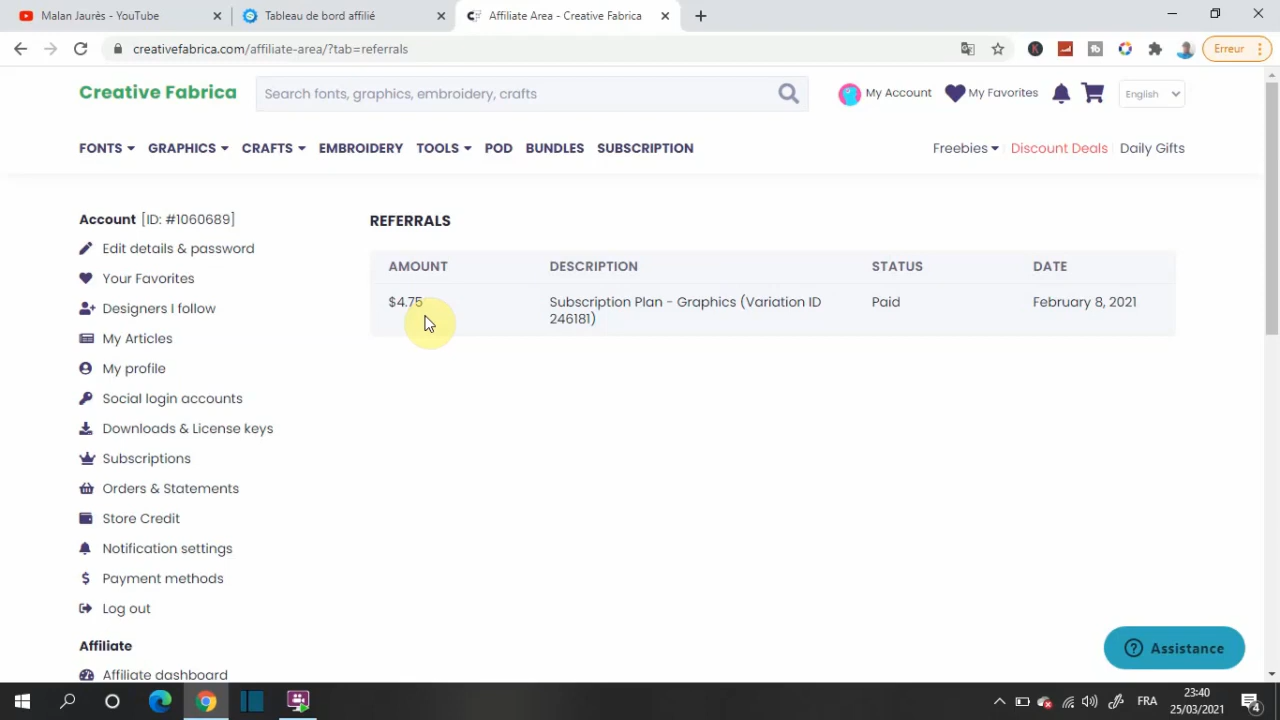 Malan Jaurès - YouTube
Tableau de bord affilié
Affiliate Area - Creative Fabrica
creativefabrica.com/affiliate-area/?tab=referrals
Erreur
Creative Fabrica
Search fonts, graphics, embroidery, crafts
My Account
My Favorites
English
FONTS GRAPHICS CRAFTS EMBROIDERY TOOLS POD BUNDLES SUBSCRIPTION
Freebies Discount Deals Daily Gifts
Account [ID: #1060689]
Edit details & password
Your Favorites
Designers I follow
My Articles
My profile
Social login accounts
Downloads & License keys
Subscriptions
Orders & Statements
Store Credit
Notification settings
Payment methods
Log out
Affiliate
Affiliate dashboard
REFERRALS
AMOUNT DESCRIPTION STATUS DATE
$4.75 Subscription Plan - Graphics (Variation ID Paid February 8, 2021
246181)
Assistance
FRA
23:40
25/03/2021
4